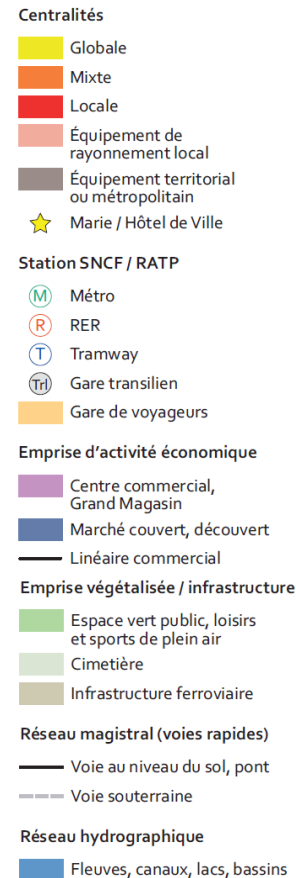 Centralités
Globale
Mixte
Locale
Équipement de
rayonnement local
Équipement territorial
ou métropolitain
Marie / Hôtel de Ville
Station SNCF / RATP
M Métro
R RER
T Tramway
Trl Gare transilien
Gare de voyageurs
Emprise d'activité économique
Centre commercial,
Grand Magasin
Marché couvert, découvert
Linéaire commercial
Emprise végétalisée / infrastructure
Espace vert public, loisirs
et sports de plein air
Cimetière
Infrastructure ferroviaire
Réseau magistral (voies rapides)
Voie au niveau du sol, pont
Voie souterraine
Réseau hydrographique
Fleuves, canaux, lacs, bassins